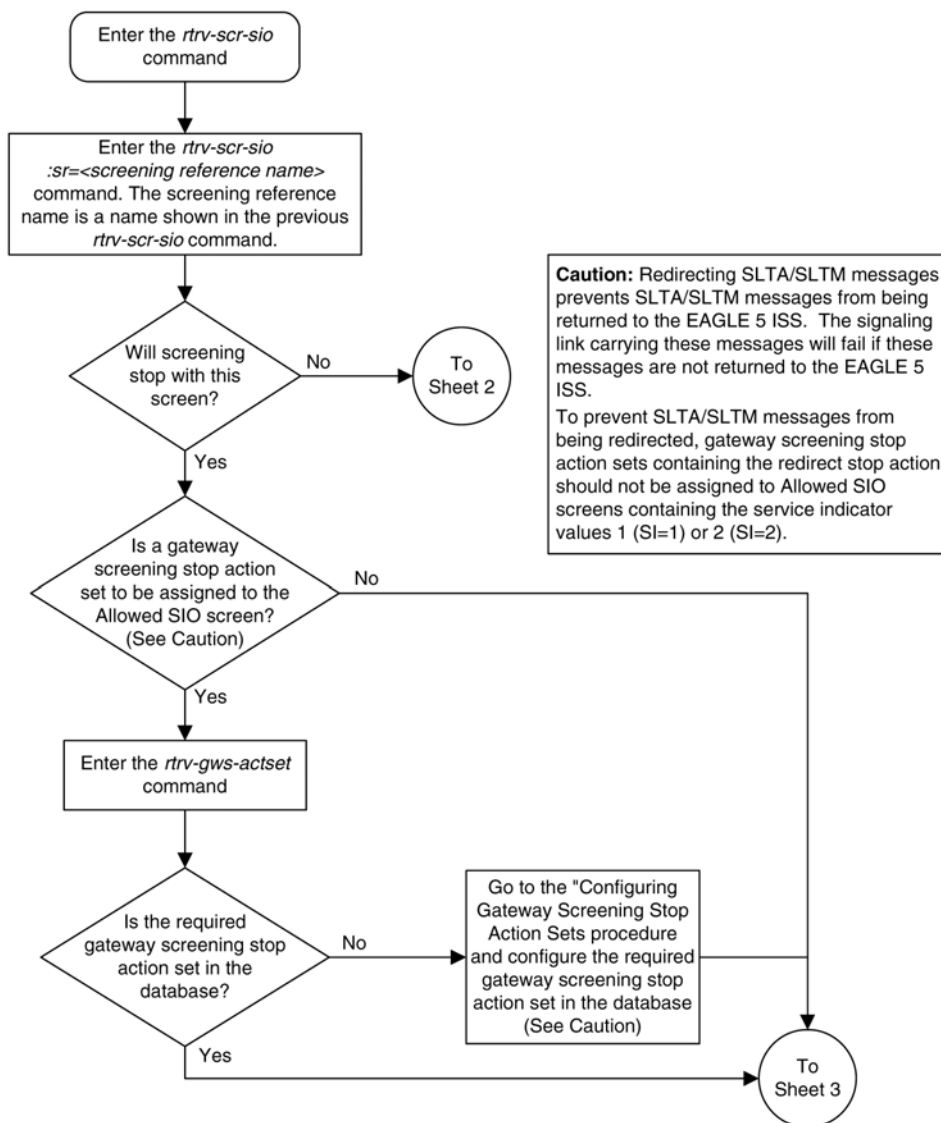 Enter the rtrv-scr-sio
command
Enter the rtrv-scr-sio
:sr=<screening reference name>
command. The screening reference
name is a name shown in the previous
rtrv-scr-sio command.
Caution: Redirecting SLTA/SLTM messages
prevents SLTA/SLTM messages from being
returned to the EAGLE 5 ISS. The signaling
link carrying these messages will fail if these
messages are not returned to the EAGLE 5
ISS.
To prevent SLTA/SLTM messages from
being redirected, gateway screening stop
action sets containing the redirect stop action
should not be assigned to Allowed SIO
screens containing the service indicator
values 1 (SI=1) or 2 (SI=2).
Will screening
stop with this
screen?
No
To
Sheet 2
Yes
Is a gateway
screening stop action
set to be assigned to the
Allowed SIO screen?
(See Caution)
No
Yes
Enter the rtrv-gws-actset
command
Is the required
gateway screening stop
action set in the
database?
No
Go to the "Configuring
Gateway Screening Stop
Action Sets procedure
and configure the required
gateway screening stop
action set in the database
(See Caution)
Yes
To
Sheet 3